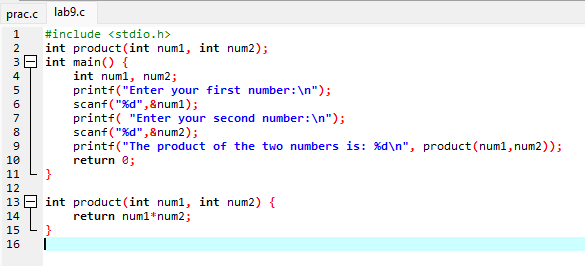 prac.c lab9.c
1 #include <stdio.h>
2 int product(int num1, int num2);
3 int main() {
4 int num1, num2;
5 printf("Enter your first number:\n");
6 scanf("%d",&num1);
7 printf( "Enter your second number:\n");
8 scanf("%d",&num2);
9 printf("The product of the two numbers is: %d\n", product(num1,num2));
10 return 0;
11 }
12
13 int product(int num1, int num2) {
14 return num1*num2;
15 }
16